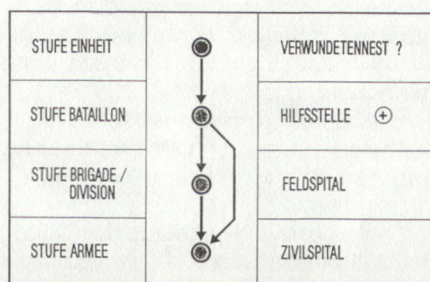 STUFE EINHEIT
VERWUNDETENNEST ?
STUFE BATAILLON
HILFSSTELLE
STUFE BRIGADE /
DIVISION
FELDSPITAL
STUFE ARMEE
ZIVILSPITAL